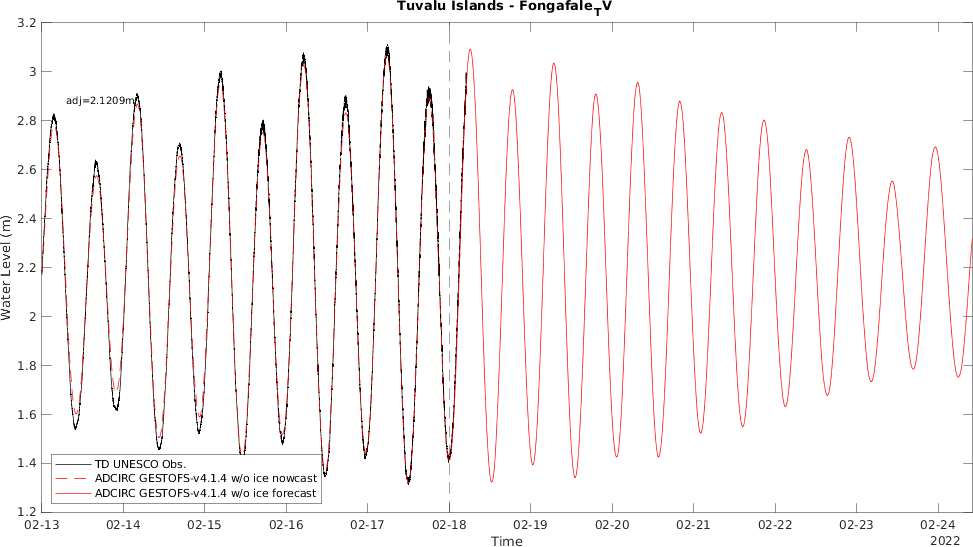 Tuvalu Islands - Fongafale_TV
3.2
3
2.8
2.6
2.4
2.2
2
1.8
1.6
1.4
1.2
Water Level (m)
adj=2.1209m
TD UNESCO Obs.
ADCIRC GESTOFS-v4.1.4 w/o ice nowcast
ADCIRC GESTOFS-v4.1.4 w/o ice forecast
02-13 02-14 02-15 02-16 02-17 02-18 02-19 02-20 02-21 02-22 02-23 02-24
Time
2022